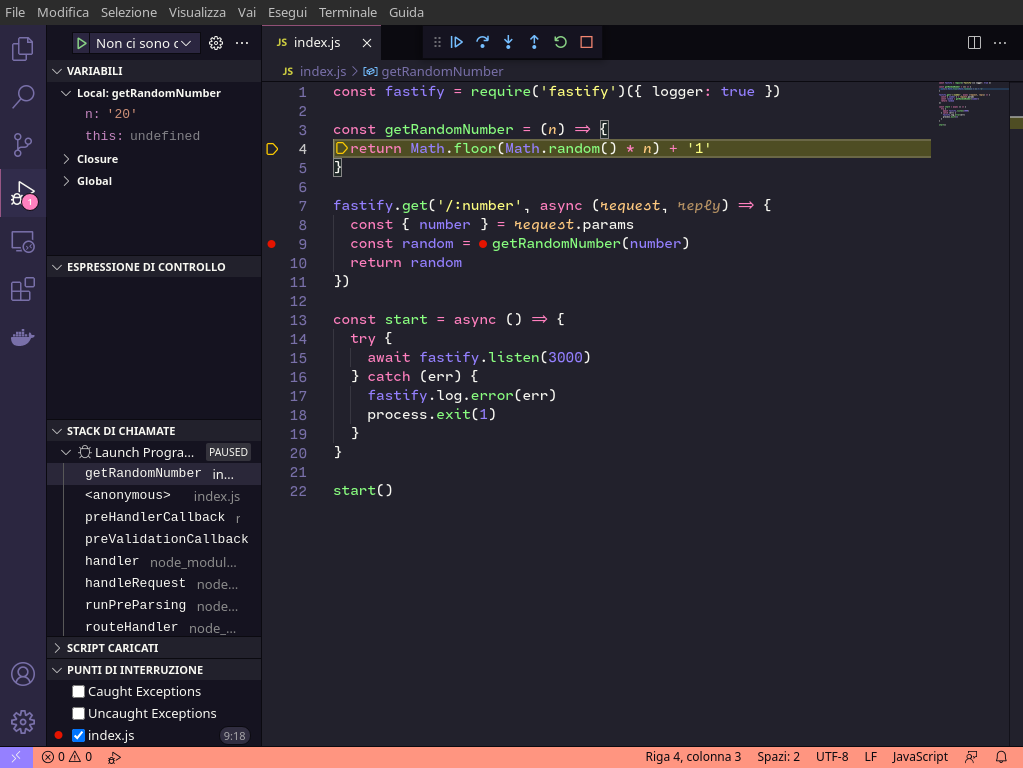 File Modifica Selezione Visualizza Vai Esegui Terminale Guida
Non ci sono c
index.js
JS index.js
JS index.js > getRandomNumber
VARIABILI
Local: getRandomNumber
n: '20'
this: undefined
Closure
Global
ESPRESSIONE DI CONTROLLO
STACK DI CHIAMATE
Launch Progra... PAUSED
getRandomNumber in...
<anonymous> index.js
preHandlerCallback r
preValidationCallback
handler node_modul...
handleRequest node...
runPreParsing node...
routeHandler node_...
SCRIPT CARICATI
PUNTI DI INTERRUZIONE
Caught Exceptions
Uncaught Exceptions
index.js 9:18
1 const fastify = require('fastify')({ logger: true })
2
3 const getRandomNumber = (n) => {
4 return Math.floor(Math.random() * n) + '1'
5 }
6
7 fastify.get('/:number', async (request, reply) => {
8 const { number } = request.params
9 const random = getRandomNumber(number)
10 return random
11 })
12
13 const start = async () => {
14 try {
15 await fastify.listen(3000)
16 } catch (err) {
17 fastify.log.error(err)
18 process.exit(1)
19 }
20 }
21
22 start()
0 0 Riga 4, colonna 3 Spazi: 2 UTF-8 LF JavaScript